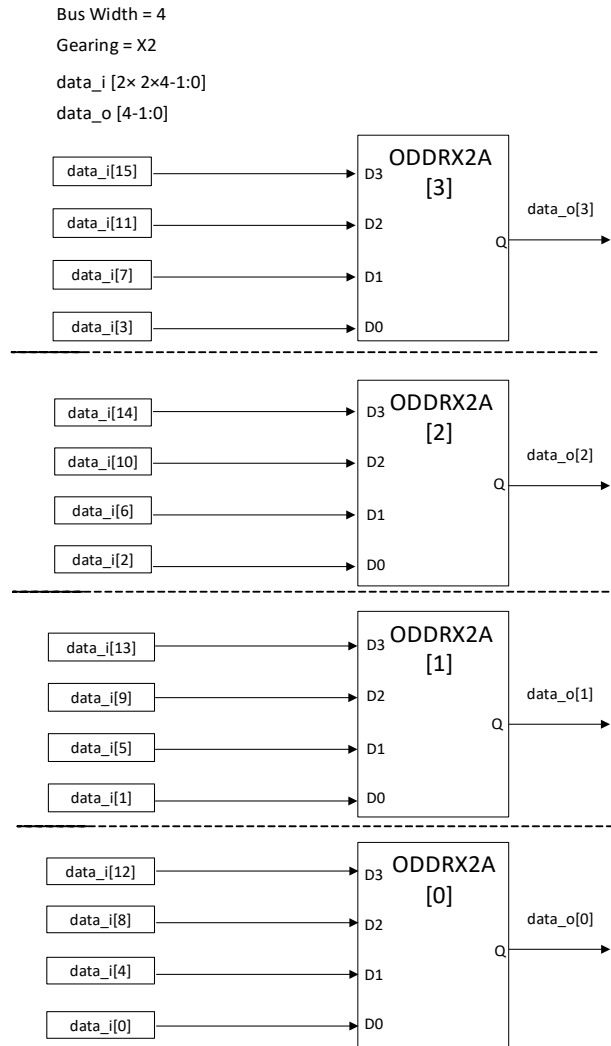 Bus Width = 4
Gearing = X2
data_i [2× 2×4-1:0]
data_o [4-1:0]
ODDRX2A
[3]
data_i[15]
D3
data_i[11]
D2
data_o[3]
Q
data_i[7]
D1
data_i[3]
D0
ODDRX2A
[2]
data_i[14]
D3
data_i[10]
D2
data_o[2]
Q
data_i[6]
D1
data_i[2]
D0
ODDRX2A
[1]
data_i[13]
D3
data_i[9]
D2
data_o[1]
Q
data_i[5]
D1
data_i[1]
D0
ODDRX2A
[0]
data_i[12]
D3
data_i[8]
D2
data_o[0]
Q
data_i[4]
D1
data_i[0]
D0